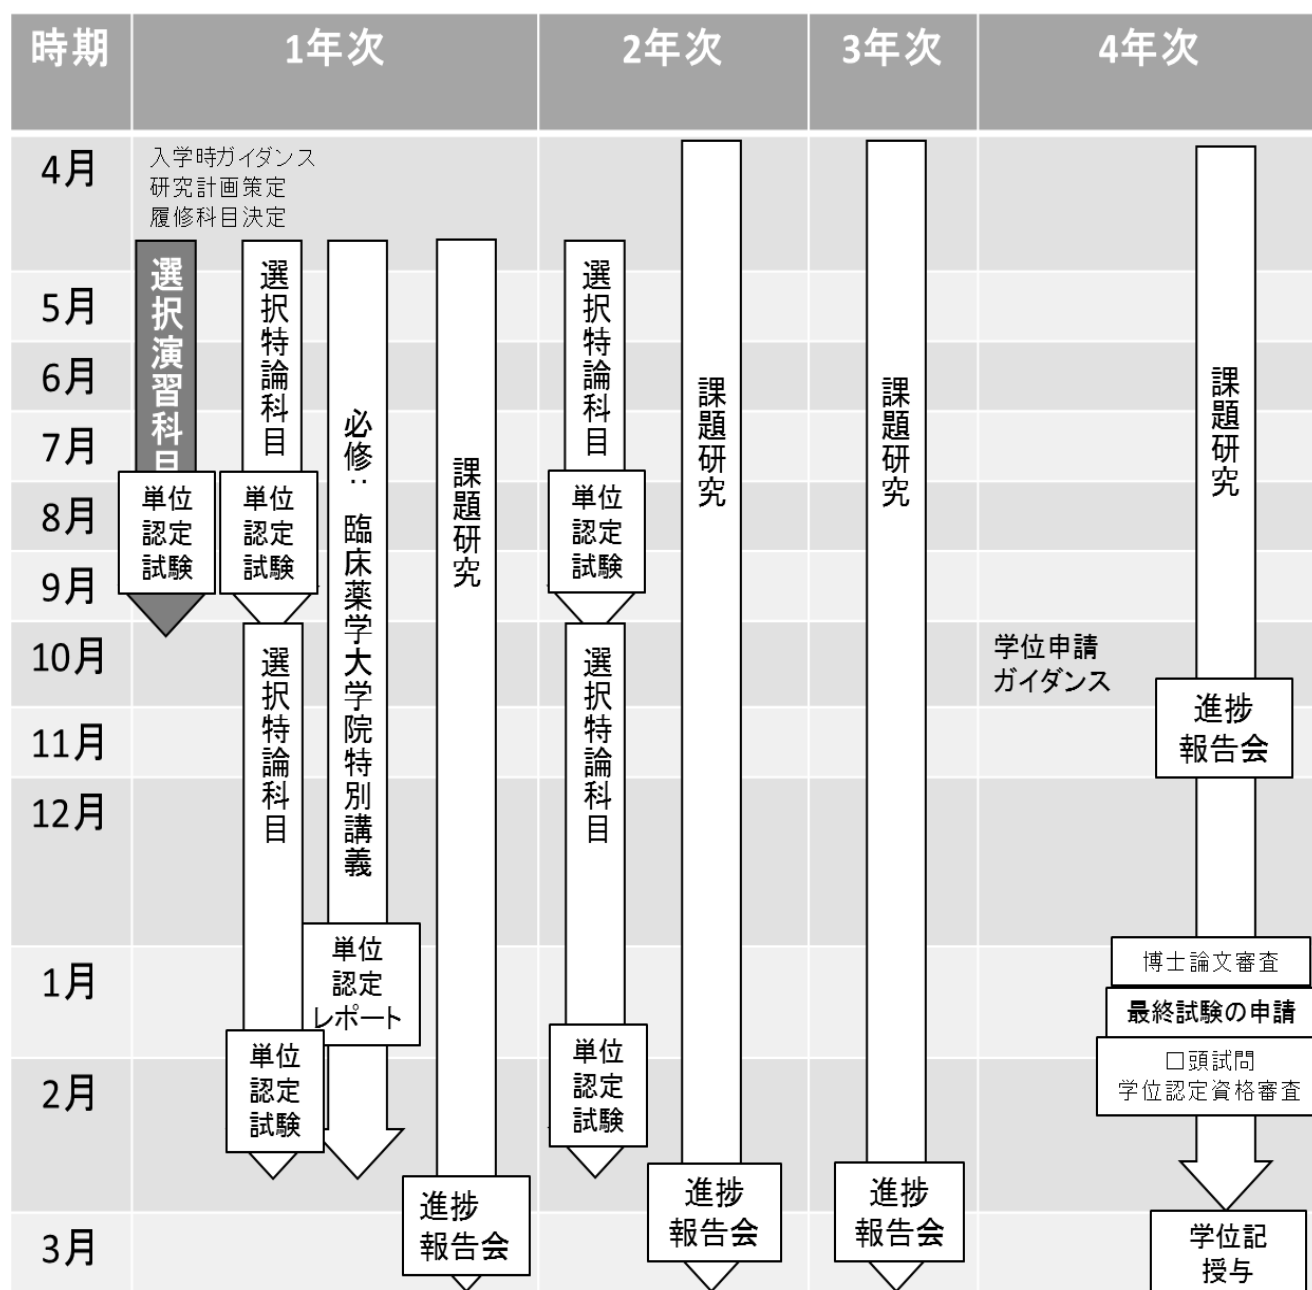 時期
1年次
2年次
3年次
4年次
4月
5月
6月
7月
8月
9月
10月
11月
12月
1月
2月
3月
入学時ガイダンス
研究計画策定
履修科目決定
選択演習科目
単位
認定
試験
選択特論科目
単位
認定
試験
選択特論科目
単位
認定
試験
必修：臨床薬学大学院特別講義
単位
認定
レポート
課題研究
進捗
報告会
選択特論科目
単位
認定
試験
選択特論科目
単位
認定
試験
課題研究
進捗
報告会
課題研究
進捗
報告会
学位申請
ガイダンス
課題研究
進捗
報告会
博士論文審査
最終試験の申請
口頭試問
学位認定資格審査
学位記
授与